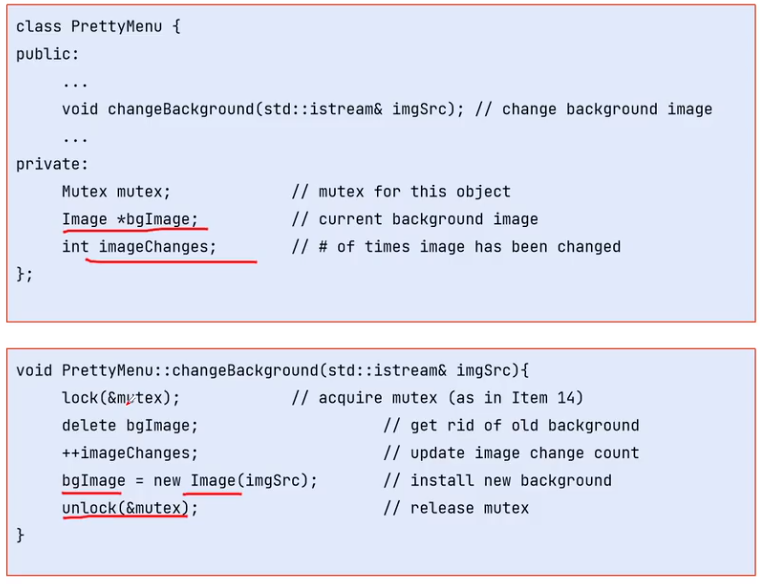 class PrettyMenu {
public:
...
void changeBackground(std::istream& imgSrc); // change background image
...
private:
Mutex mutex; // mutex for this object
Image *bgImage; // current background image
int imageChanges; // # of times image has been changed
};
void PrettyMenu::changeBackground(std::istream& imgSrc){
lock(&mutex); // acquire mutex (as in Item 14)
delete bgImage; // get rid of old background
++imageChanges; // update image change count
bgImage = new Image(imgSrc); // install new background
unlock(&mutex); // release mutex
}